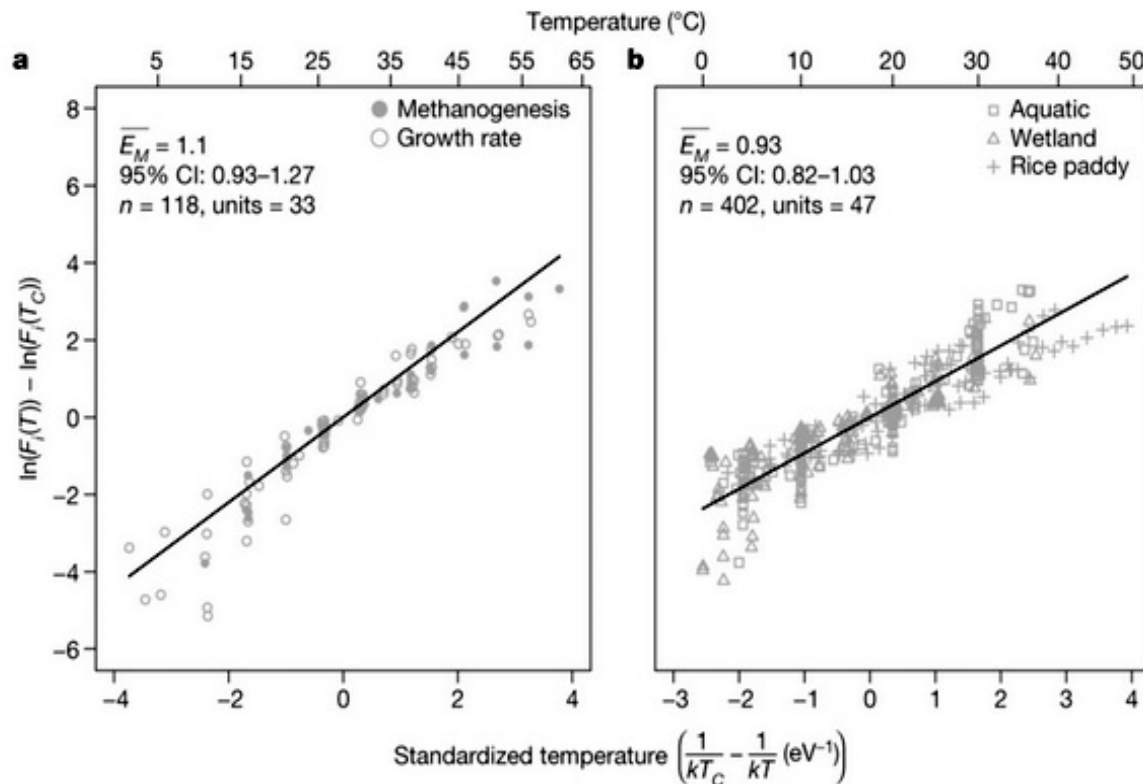 Temperature (°C)
a
5 15 25 35 45 55 65
b
0 10 20 30 40 50
Methanogenesis
Growth rate
E_M = 1.1
95% CI: 0.93–1.27
n = 118, units = 33
Aquatic
Wetland
Rice paddy
E_M = 0.93
95% CI: 0.82–1.03
n = 402, units = 47
ln(F_i(T)) – ln(F_i(T_C))
8
6
4
2
0
–2
–4
–6
–4 –2 0 2 4
–3 –2 –1 0 1 2 3 4
Standardized temperature (1/kT_C – 1/kT (eV⁻¹))